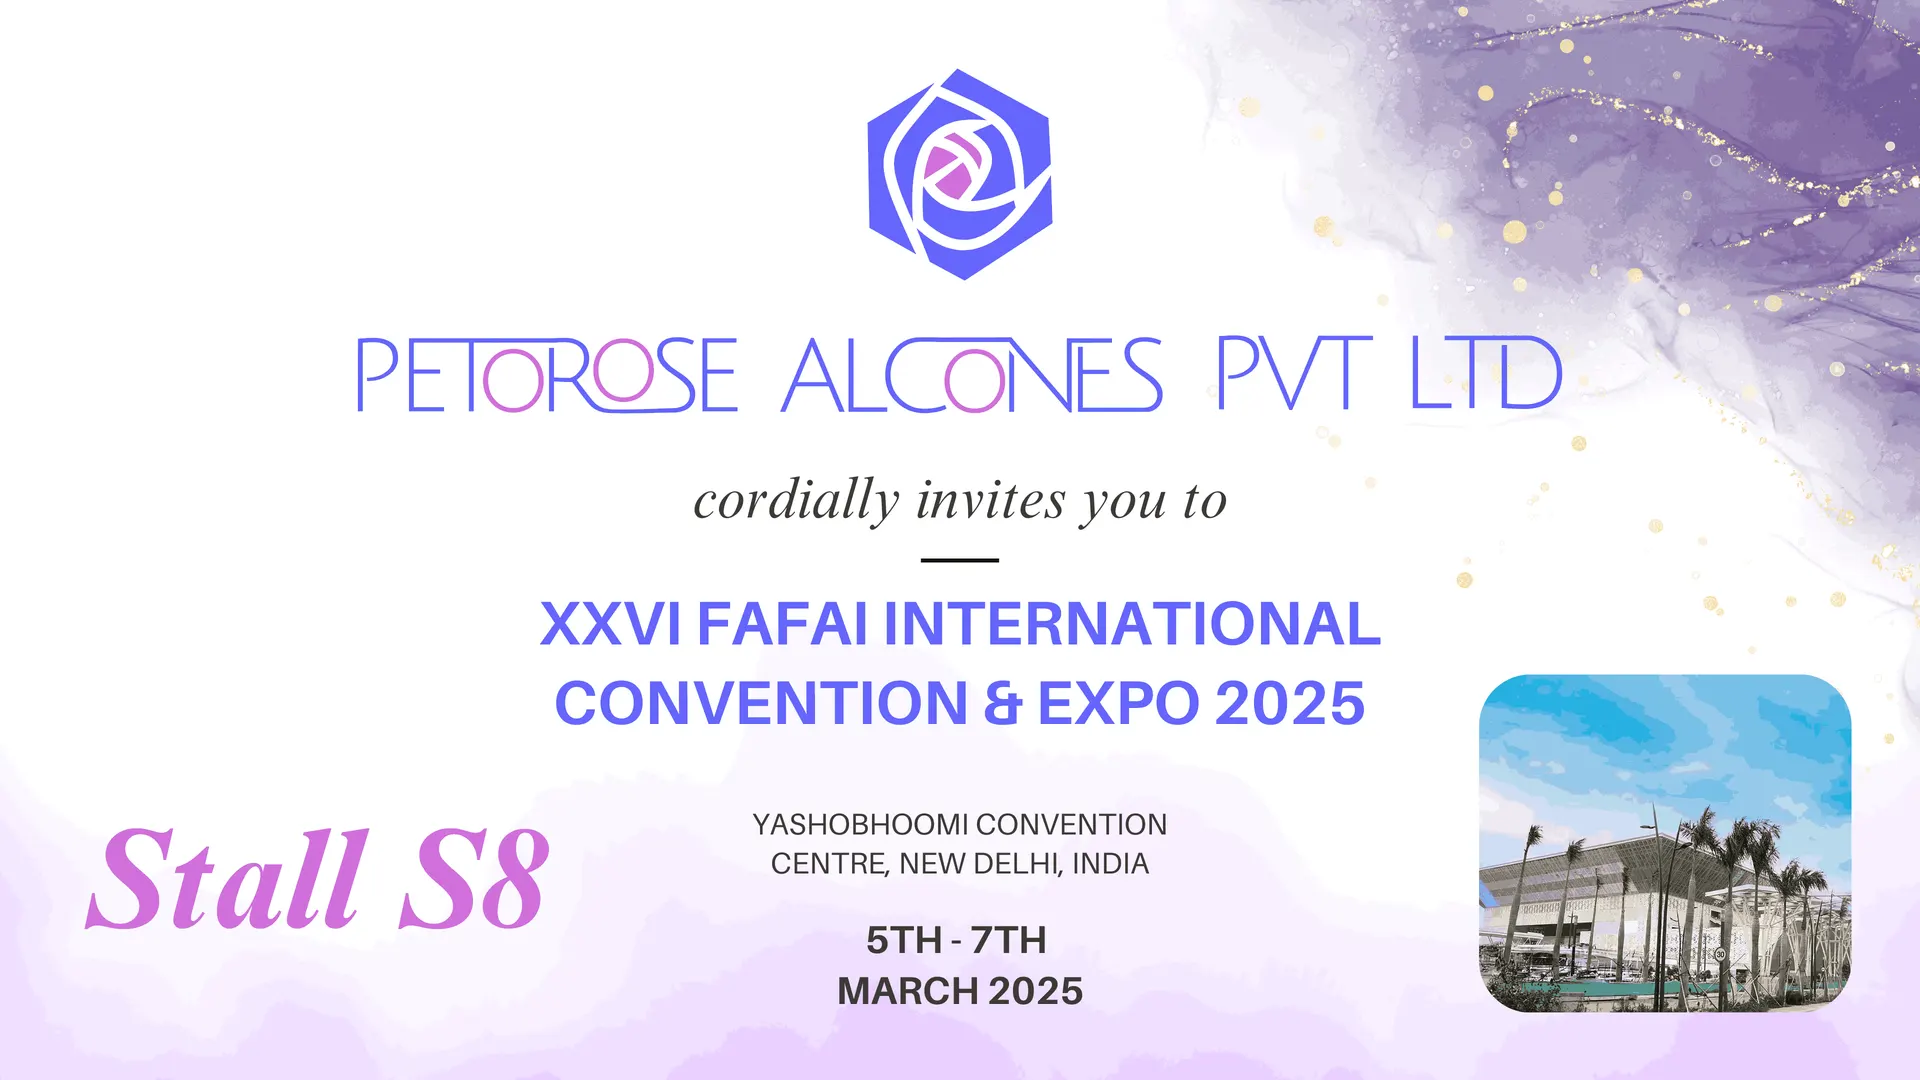 PETOROSE ALCONES PVT LTD
cordially invites you to
XXVI FAFAI INTERNATIONAL
CONVENTION & EXPO 2025
YASHOBHOOMI CONVENTION
CENTRE, NEW DELHI, INDIA
Stall S8
5TH - 7TH
MARCH 2025
30